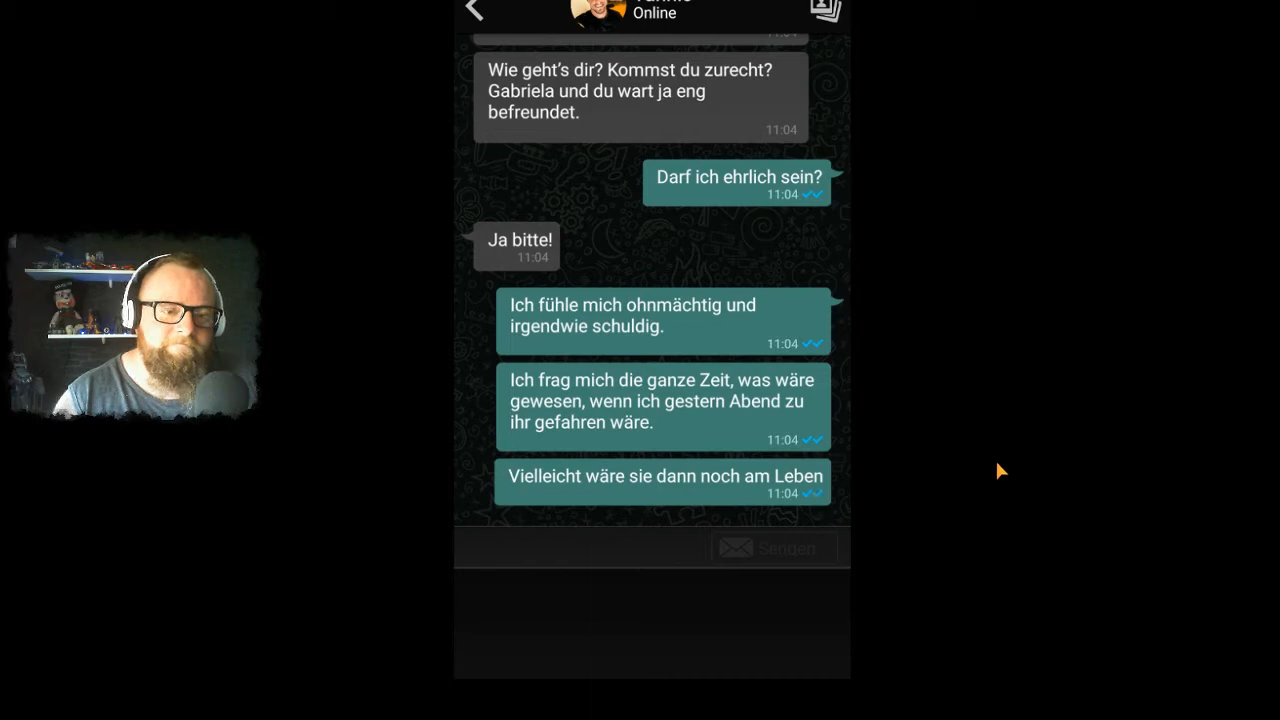 Online
11:04
Wie geht's dir? Kommst du zurecht?
Gabriela und du wart ja eng
befreundet.
11:04
Darf ich ehrlich sein?
11:04
Ja bitte!
11:04
Ich fühle mich ohnmächtig und
irgendwie schuldig.
11:04
Ich frag mich die ganze Zeit, was wäre
gewesen, wenn ich gestern Abend zu
ihr gefahren wäre.
11:04
Vielleicht wäre sie dann noch am Leben
11:04
Senden